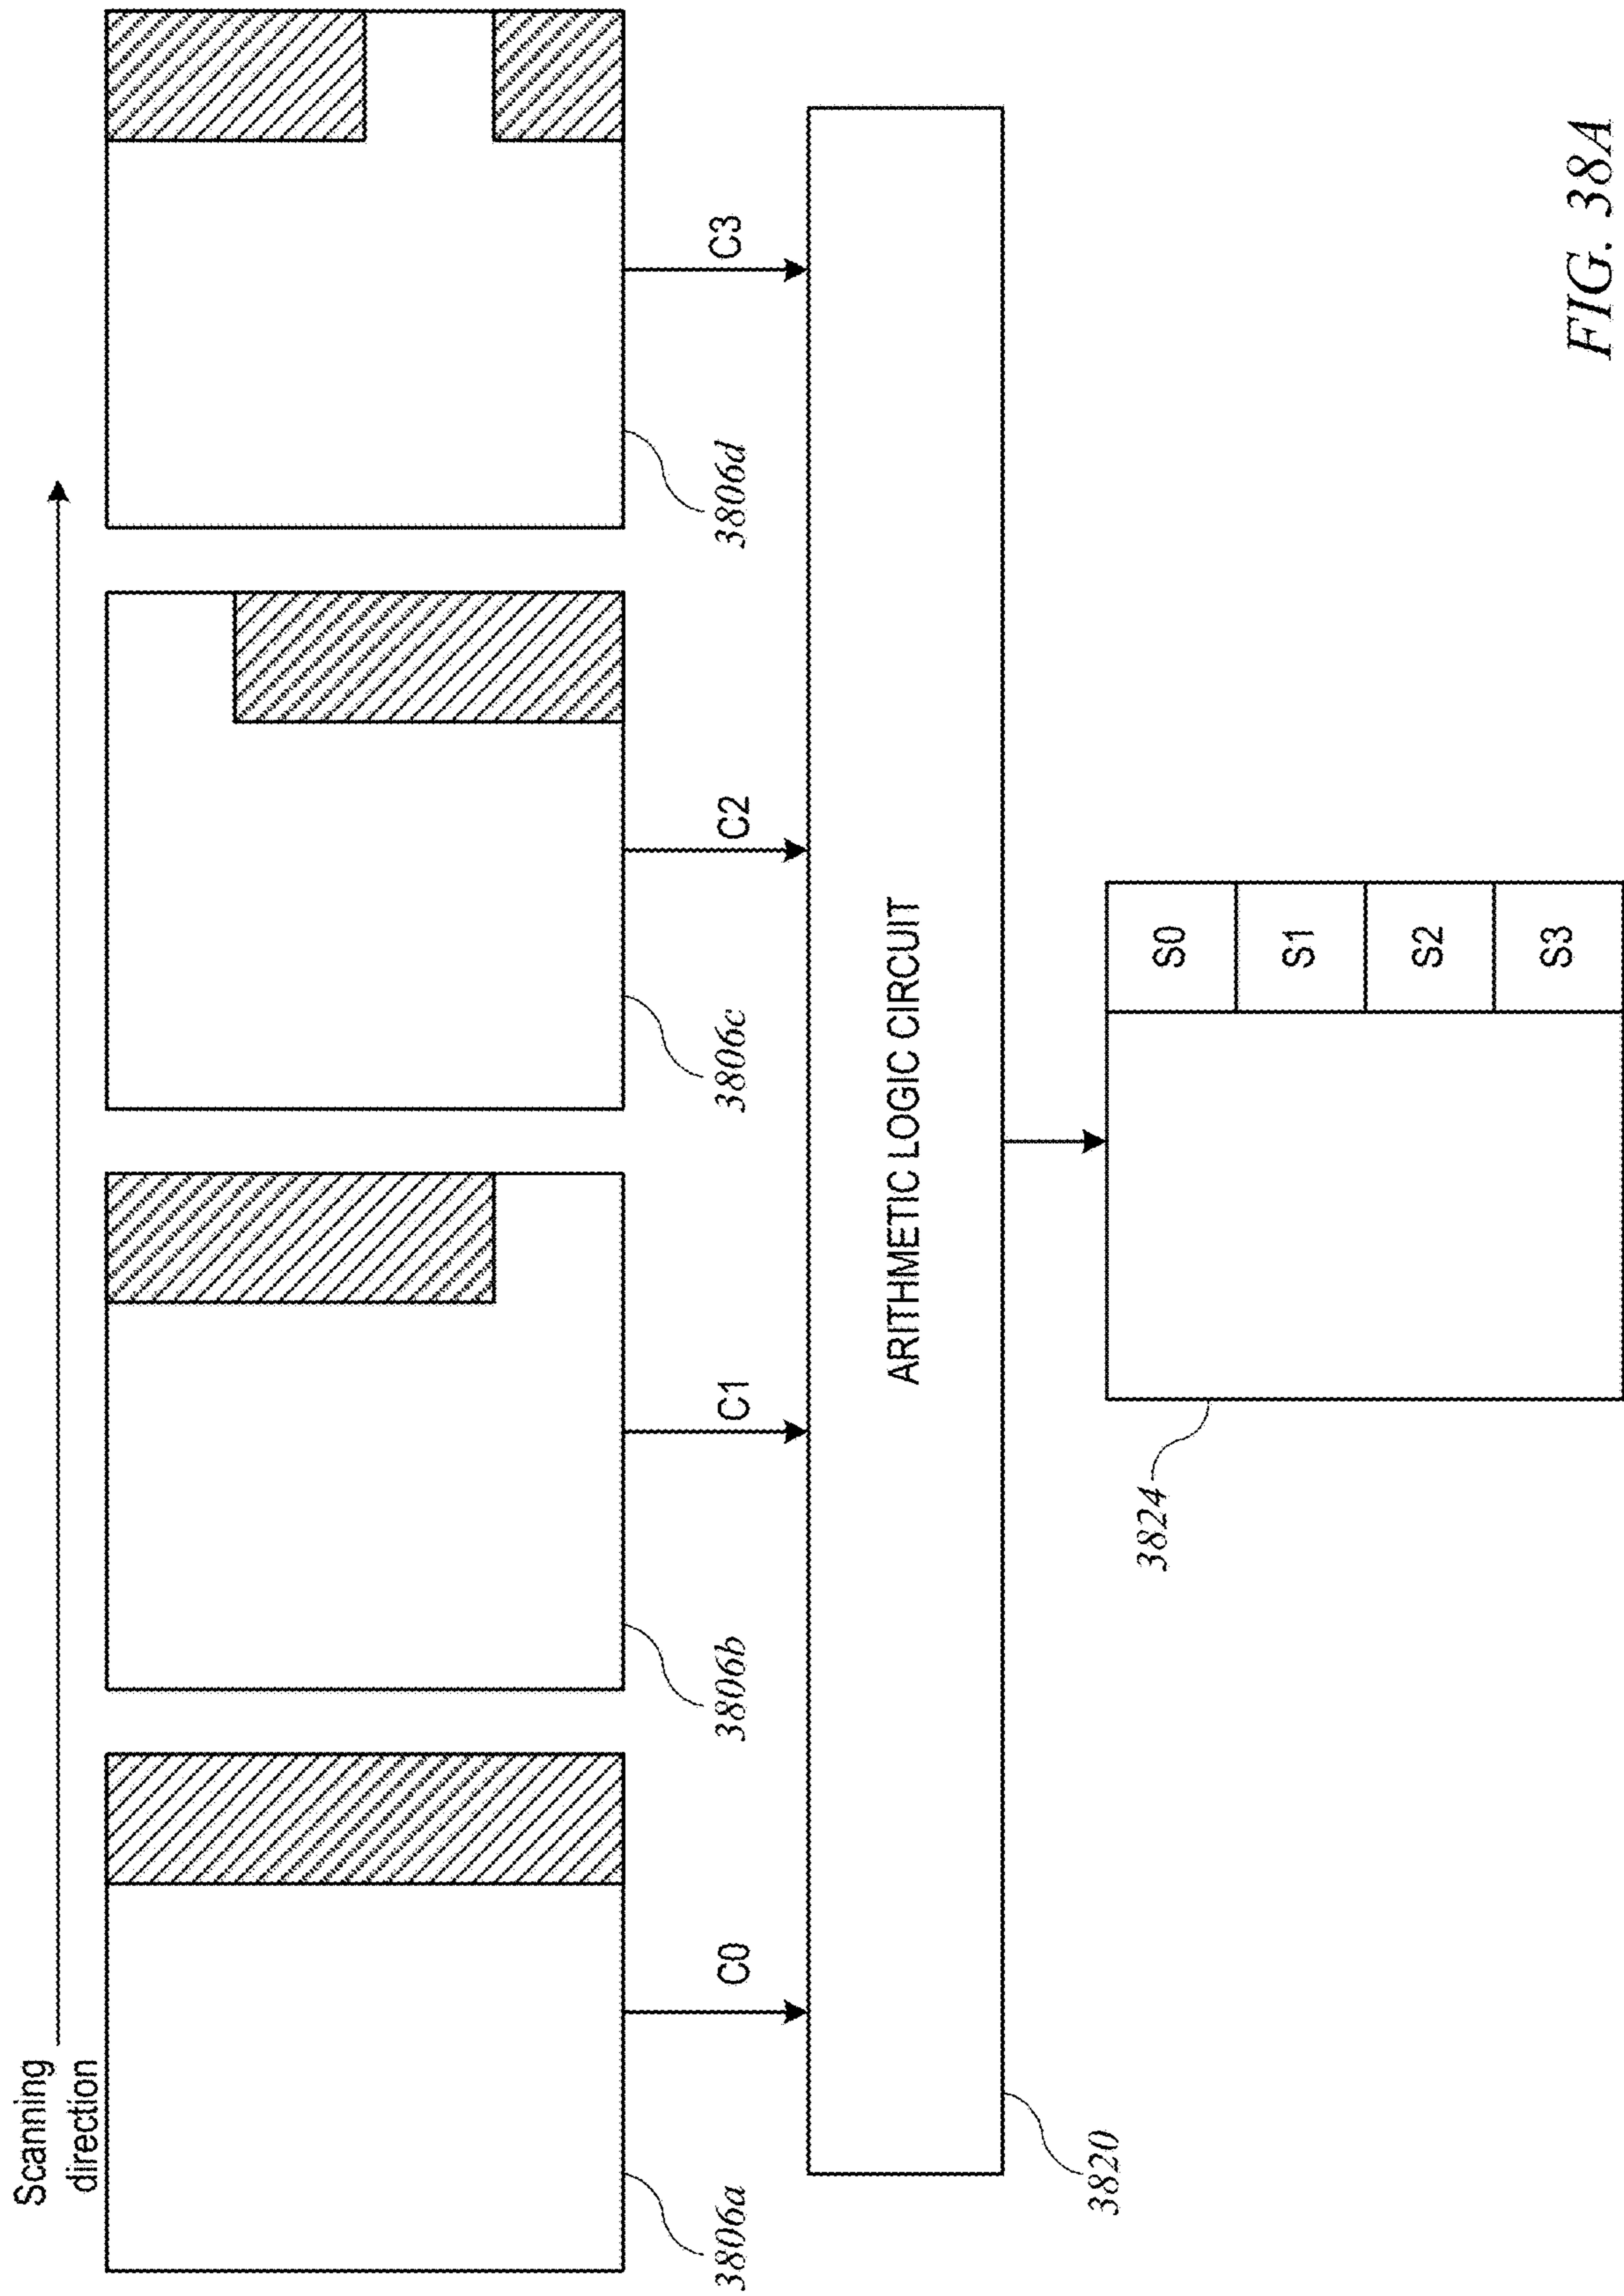 Scanning
direction
3806a
3806b
3806c
3806d
C0
C1
C2
C3
ARITHMETIC LOGIC CIRCUIT
3820
3824
S0
S1
S2
S3
FIG. 38A